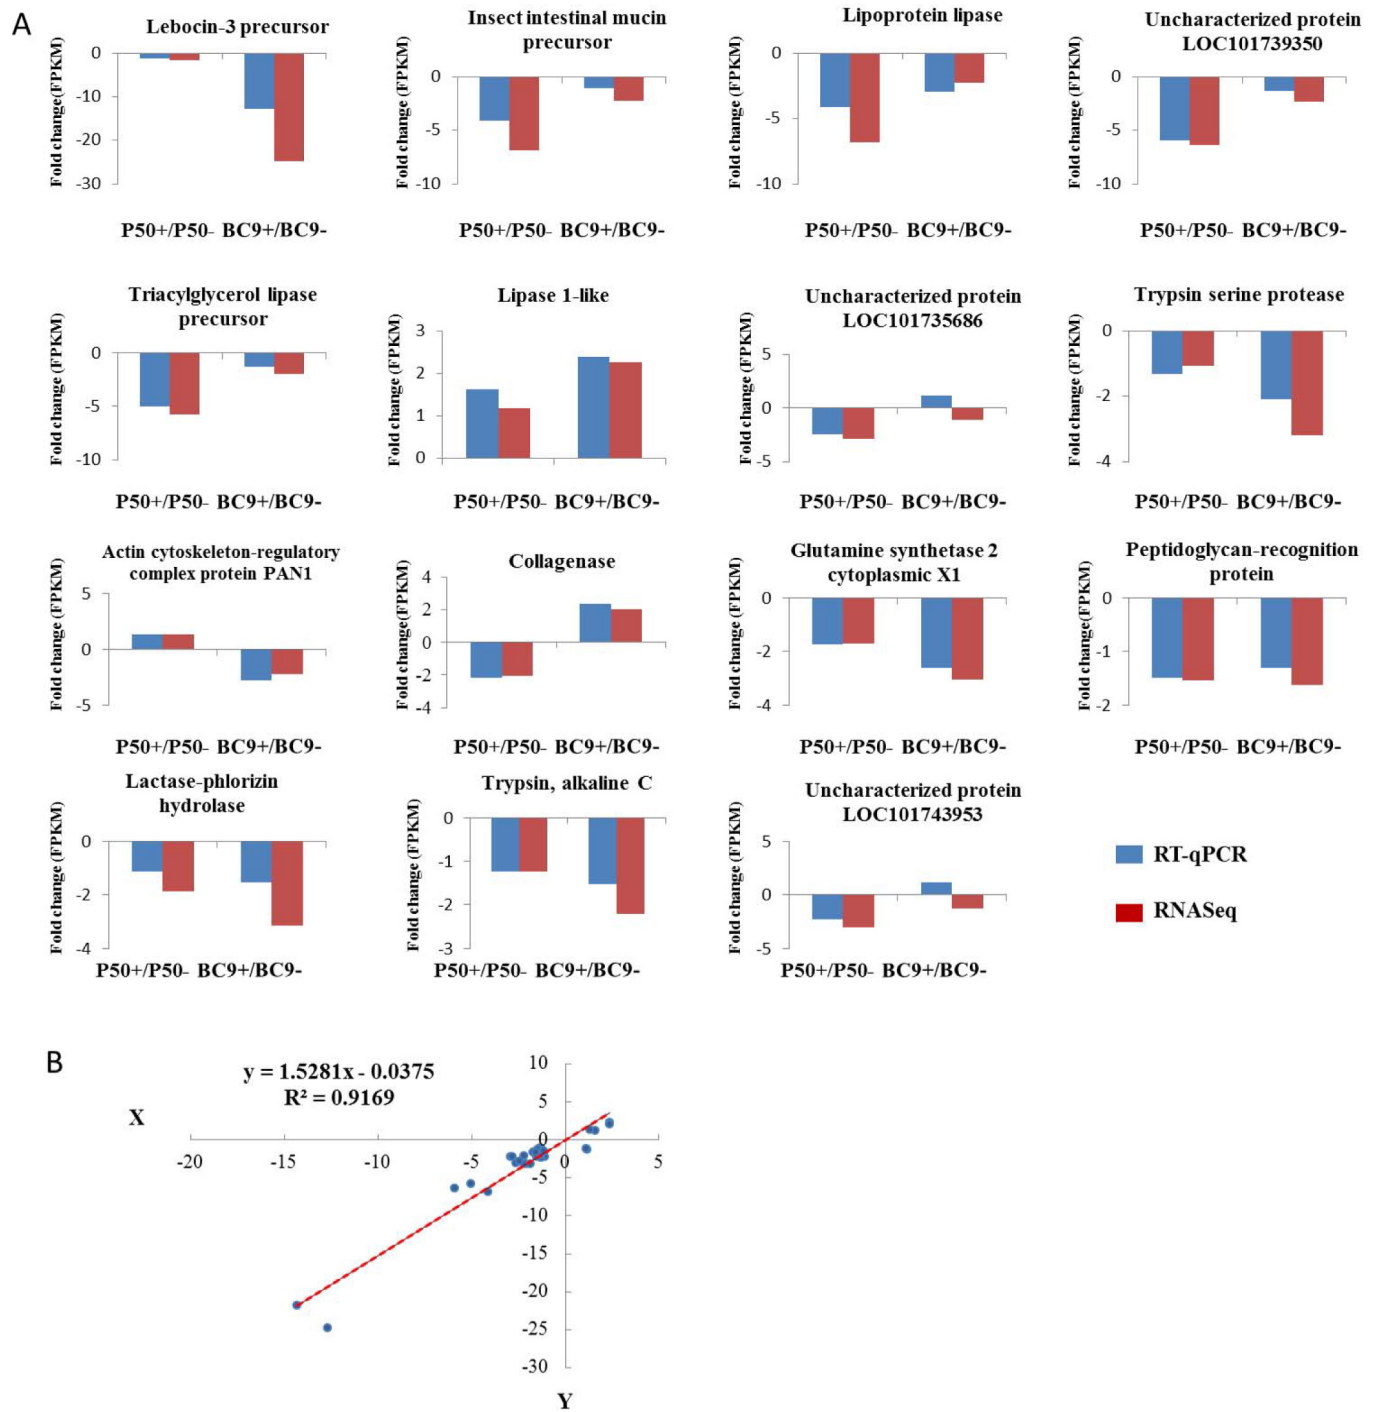 A
Lebocin-3 precursor
Fold change(FPKM)
0
-10
-20
-30
P50+/P50- BC9+/BC9-
Insect intestinal mucin
precursor
Fold change (FPKM)
0
-5
-10
P50+/P50- BC9+/BC9-
Lipoprotein lipase
Fold change (FPKM)
0
-5
-10
P50+/P50- BC9+/BC9-
Uncharacterized protein
LOC101739350
Fold change (FPKM)
0
-5
-10
P50+/P50- BC9+/BC9-
Triacylglycerol lipase
precursor
Fold change (FPKM)
0
-5
-10
P50+/P50- BC9+/BC9-
Lipase 1-like
Fold change (FPKM)
3
2
1
0
P50+/P50- BC9+/BC9-
Uncharacterized protein
LOC101735686
Fold change (FPKM)
5
0
-5
P50+/P50- BC9+/BC9-
Trypsin serine protease
Fold change (FPKM)
0
-2
-4
P50+/P50- BC9+/BC9-
Actin cytoskeleton-regulatory
complex protein PAN1
Fold change (FPKM)
5
0
-5
P50+/P50- BC9+/BC9-
Collagenase
Fold change(FPKM)
4
2
0
-2
-4
P50+/P50- BC9+/BC9-
Glutamine synthetase 2
cytoplasmic X1
Fold change (FPKM)
0
-2
-4
P50+/P50- BC9+/BC9-
Peptidoglycan-recognition
protein
Fold change(FPKM)
0
-1
-2
P50+/P50- BC9+/BC9-
Lactase-phlorizin
hydrolase
Fold change (FPKM)
0
-2
-4
P50+/P50- BC9+/BC9-
Trypsin, alkaline C
Fold change (FPKM)
0
-1
-2
-3
P50+/P50- BC9+/BC9-
Uncharacterized protein
LOC101743953
Fold change (FPKM)
5
0
-5
P50+/P50- BC9+/BC9-
RT-qPCR
RNASeq
B
y = 1.5281x - 0.0375
R² = 0.9169
X
10
5
0
-5
-10
-15
-20
-25
-30
-20
-15
-10
-5
0
5
Y